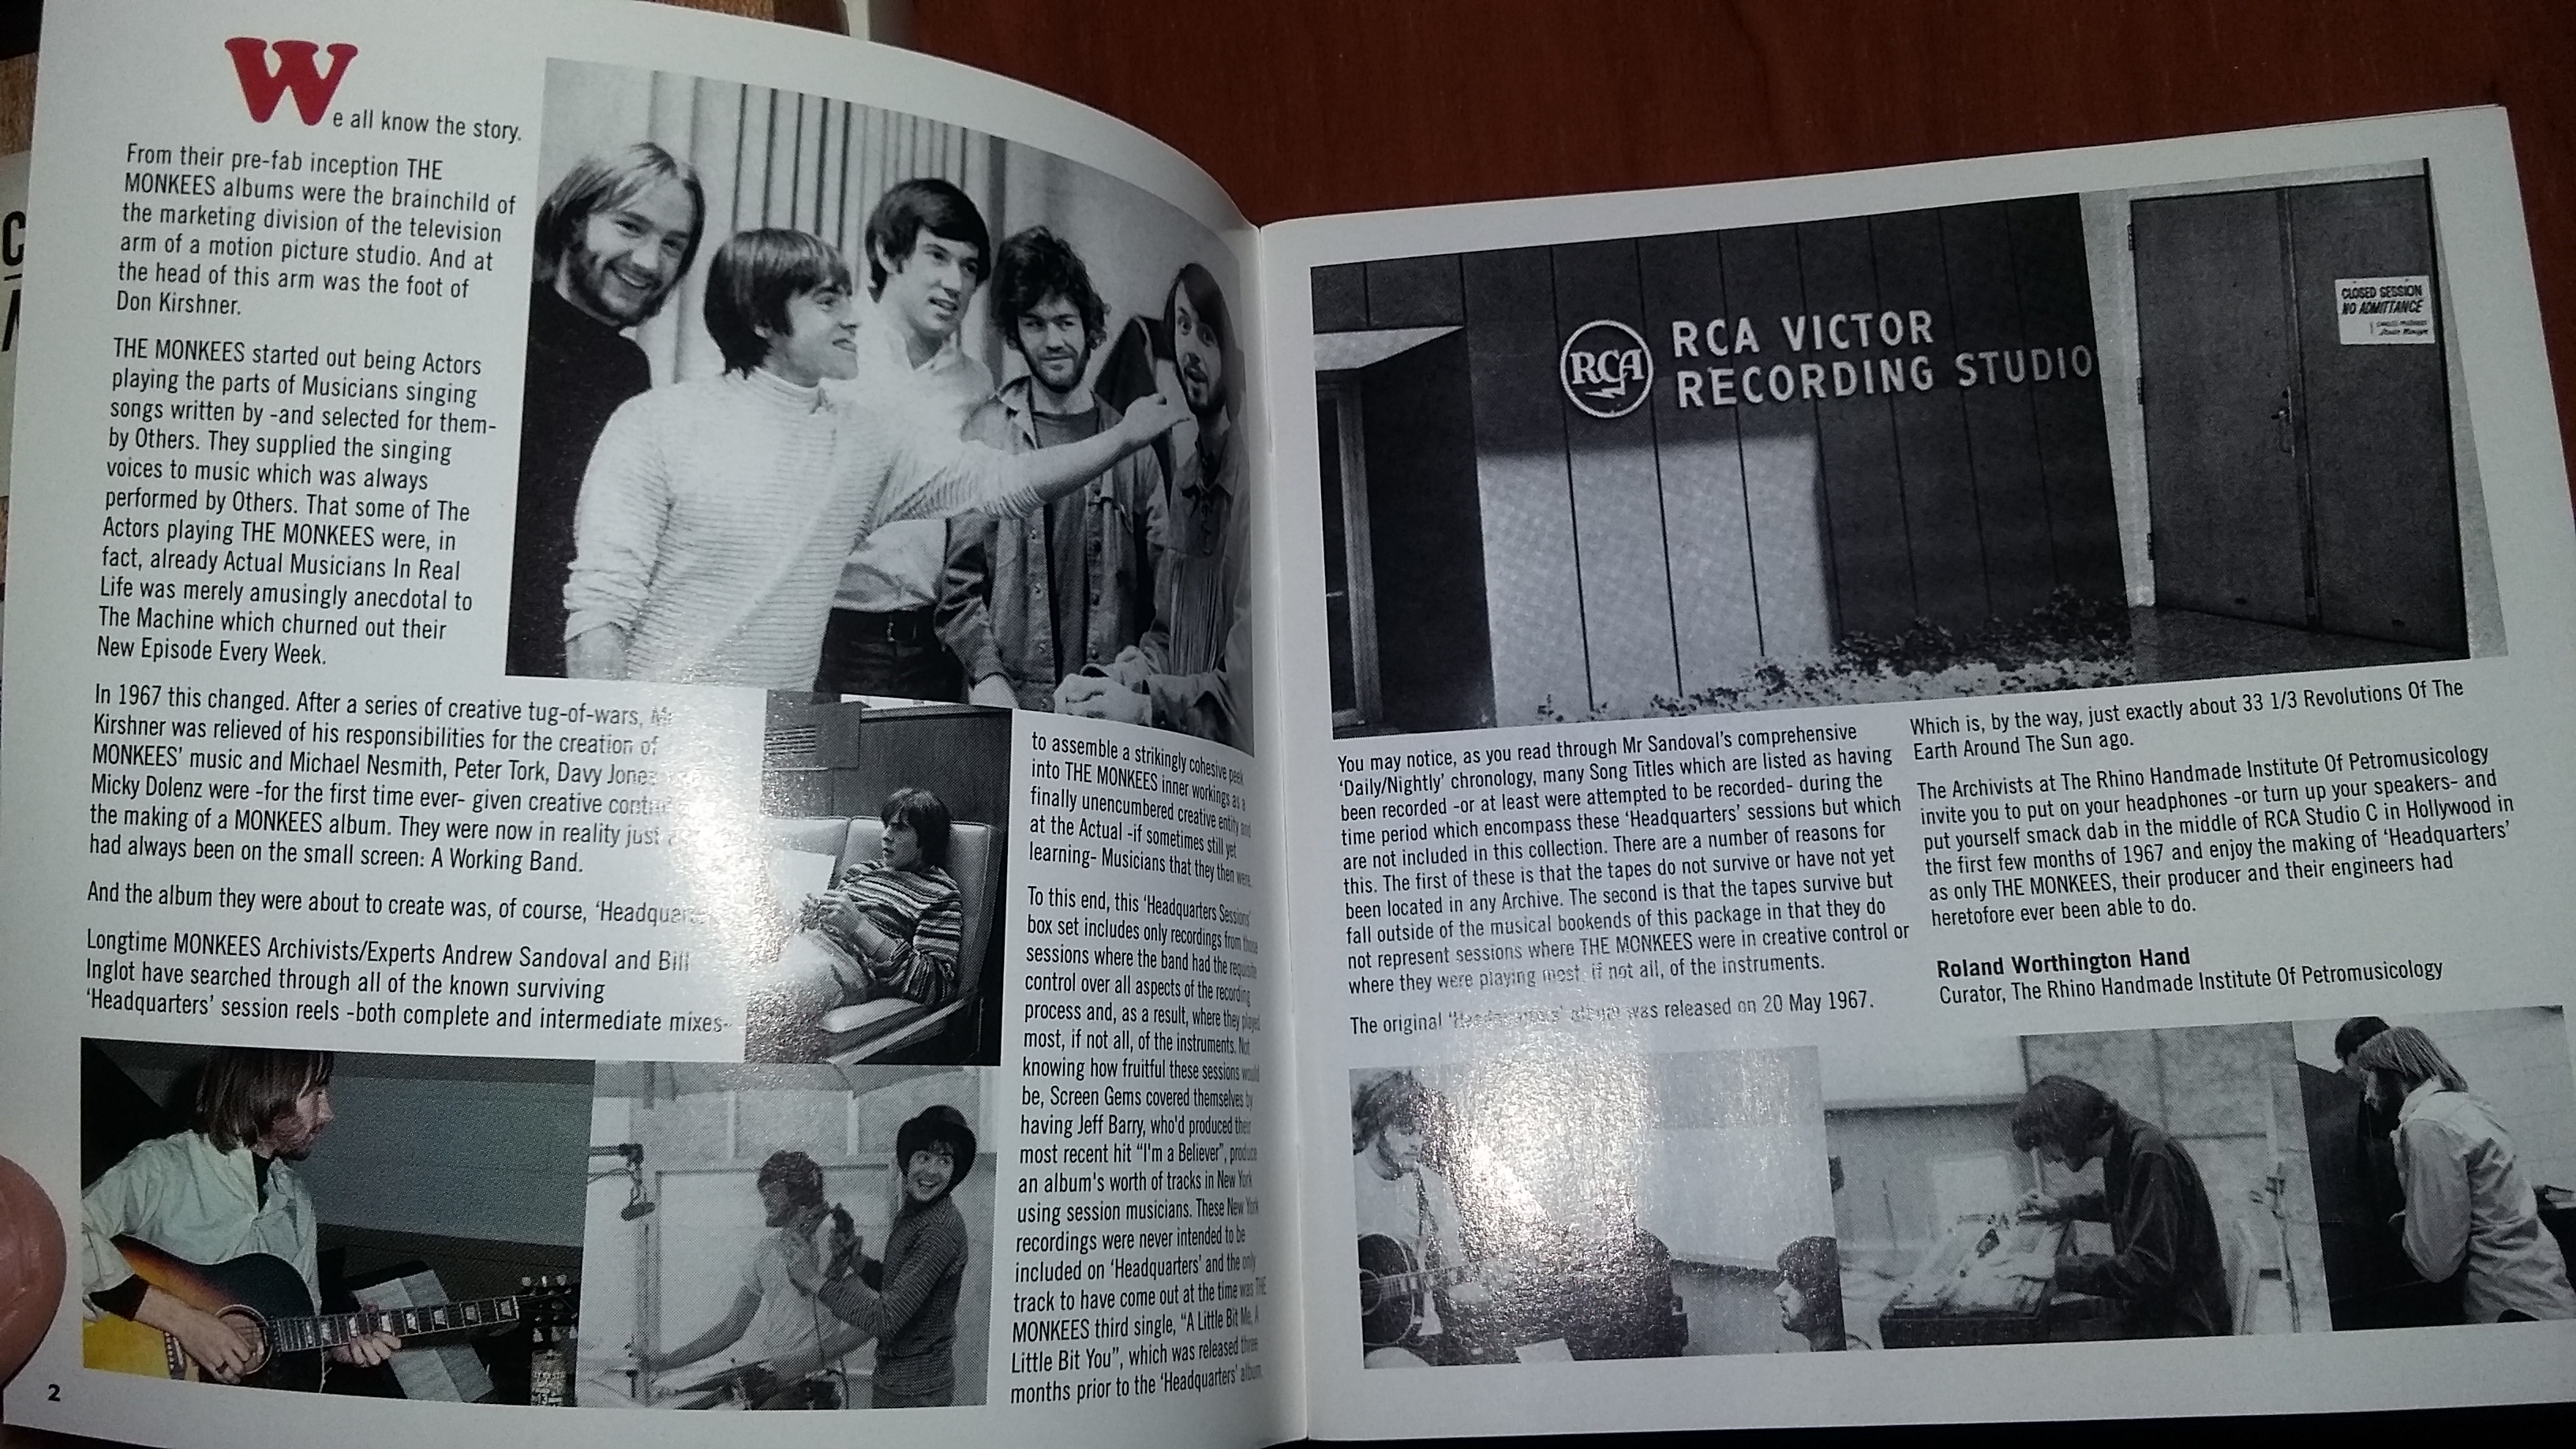 We all know the story.
From their pre-fab inception THE
MONKEES albums were the brainchild of
the marketing division of the television
arm of a motion picture studio. And at
the head of this arm was the foot of
Don Kirshner.
THE MONKEES started out being Actors
playing the parts of Musicians singing
songs written by -and selected for them-
by Others. They supplied the singing
voices to music which was always
performed by Others. That some of The
Actors playing THE MONKEES were, in
fact, already Actual Musicians In Real
Life was merely amusingly anecdotal to
The Machine which churned out their
New Episode Every Week.
In 1967 this changed. After a series of creative tug-of-wars, Mr
Kirshner was relieved of his responsibilities for the creation of
MONKEES' music and Michael Nesmith, Peter Tork, Davy Jones
Micky Dolenz were -for the first time ever- given creative
the making of a MONKEES album. They were now in reality just
had always been on the small screen: A Working Band.
And the album they were about to create was, of course,
Longtime MONKEES Archivists/Experts Andrew Sandoval and Bill
Inglot have searched through all of the known surviving
'Headquarters' session reels -both complete and intermediate mixes-
to assemble a strikingly cohesive peek
into THE MONKEES inner workings as a
finally unencumbered creative entity and
at the Actual -if sometimes still yet
learning- Musicians that they then were.
To this end, this 'Headquarters Sessions'
box set includes only recordings from those
sessions where the band had the requisite
control over all aspects of the recording
process and, as a result, where they played
most, if not all, of the instruments. Not
knowing how fruitful these sessions would
be, Screen Gems covered themselves by
having Jeff Barry, who'd produced their
most recent hit "I'm a Believer", produce
an album's worth of tracks in New York
using session musicians. These New York
recordings were never intended to be
included on 'Headquarters' and the only
track to have come out at the time was THE
MONKEES third single, "A Little Bit Me, A
Little Bit You", which was released three
months prior to the 'Headquarters' album.
2
RCA
RCA VICTOR
RECORDING STUDIO
CLOSED SESSION
NO ADMITTANCE
You may notice, as you read through Mr Sandoval's comprehensive
'Daily/Nightly' chronology, many Song Titles which are listed as having
been recorded -or at least were attempted to be recorded- during the
time period which encompass these 'Headquarters' sessions but which
are not included in this collection. There are a number of reasons for
this. The first of these is that the tapes do not survive or have not yet
been located in any Archive. The second is that the tapes survive but
fall outside of the musical bookends of this package in that they do
not represent sessions where THE MONKEES were in creative control or
where they were playing most, if not all, of the instruments.
The original 'Headquarters' album was released on 20 May 1967.
Which is, by the way, just exactly about 33 1/3 Revolutions Of The
Earth Around The Sun ago.
The Archivists at The Rhino Handmade Institute Of Petromusicology
invite you to put on your headphones -or turn up your speakers- and
put yourself smack dab in the middle of RCA Studio C in Hollywood in
the first few months of 1967 and enjoy the making of 'Headquarters'
as only THE MONKEES, their producer and their engineers had
heretofore ever been able to do.
Roland Worthington Hand
Curator, The Rhino Handmade Institute Of Petromusicology